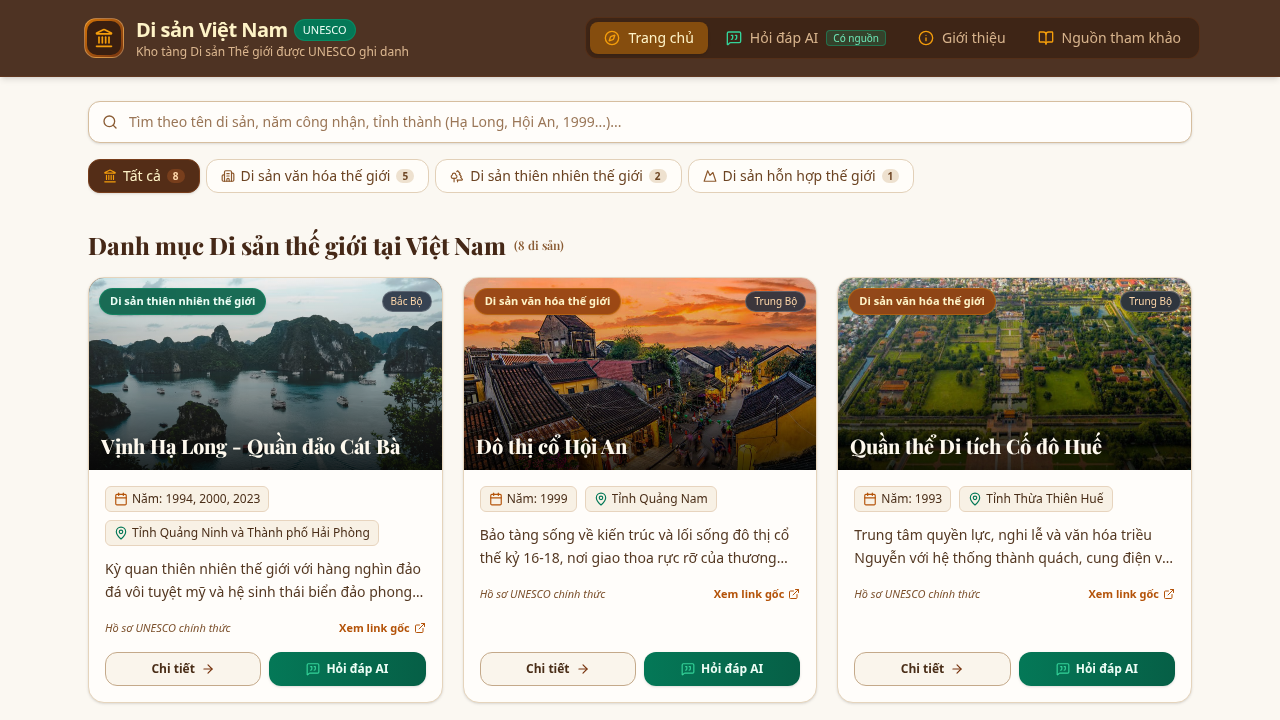 Di sản Việt Nam UNESCO
Kho tàng Di sản Thế giới được UNESCO ghi danh
Trang chủ
Hỏi đáp AI Có nguồn
Giới thiệu
Nguồn tham khảo
Tìm theo tên di sản, năm công nhận, tỉnh thành (Hạ Long, Hội An, 1999...)...
Tất cả 8
Di sản văn hóa thế giới 5
Di sản thiên nhiên thế giới 2
Di sản hỗn hợp thế giới 1
Danh mục Di sản thế giới tại Việt Nam (8 di sản)
Di sản thiên nhiên thế giới
Bắc Bộ
Vịnh Hạ Long - Quần đảo Cát Bà
Năm: 1994, 2000, 2023
Tỉnh Quảng Ninh và Thành phố Hải Phòng
Kỳ quan thiên nhiên thế giới với hàng nghìn đảo
đá vôi tuyệt mỹ và hệ sinh thái biển đảo phong...
Hồ sơ UNESCO chính thức
Xem link gốc
Chi tiết
Hỏi đáp AI
Di sản văn hóa thế giới
Trung Bộ
Đô thị cổ Hội An
Năm: 1999
Tỉnh Quảng Nam
Bảo tàng sống về kiến trúc và lối sống đô thị cổ
thế kỷ 16-18, nơi giao thoa rực rỡ của thương...
Hồ sơ UNESCO chính thức
Xem link gốc
Chi tiết
Hỏi đáp AI
Di sản văn hóa thế giới
Trung Bộ
Quần thể Di tích Cố đô Huế
Năm: 1993
Tỉnh Thừa Thiên Huế
Trung tâm quyền lực, nghi lễ và văn hóa triều
Nguyễn với hệ thống thành quách, cung điện v...
Hồ sơ UNESCO chính thức
Xem link gốc
Chi tiết
Hỏi đáp AI